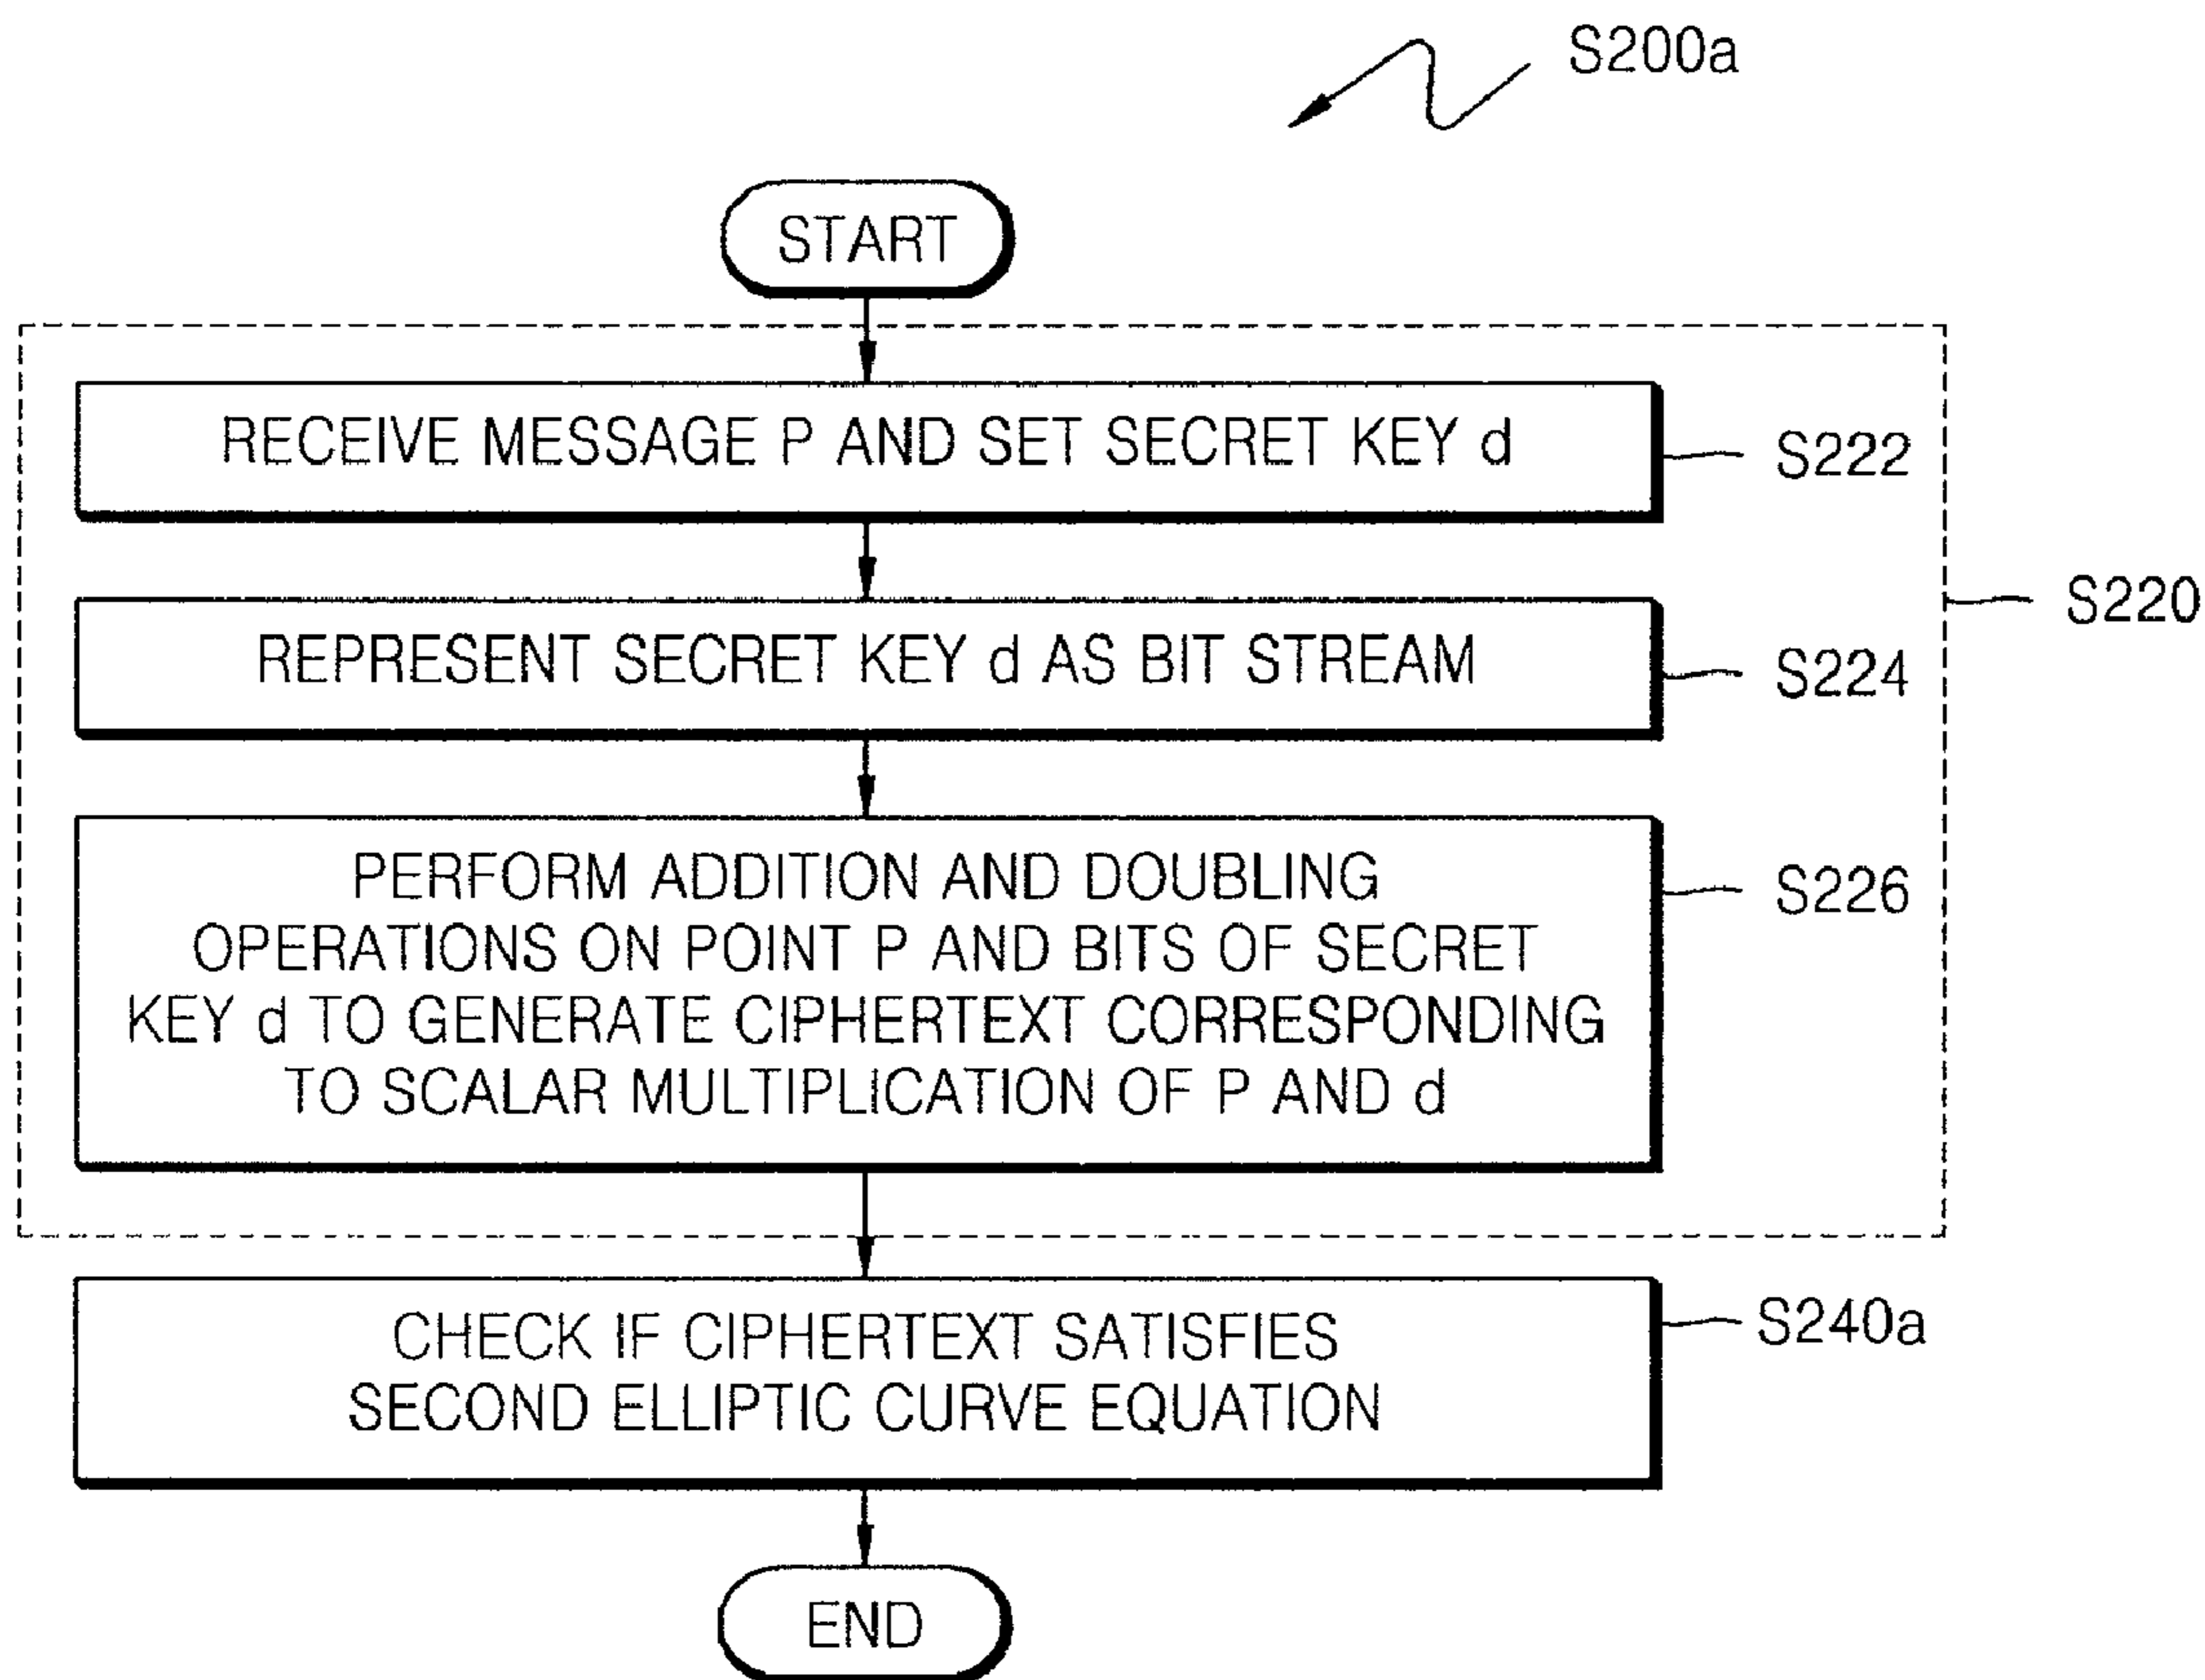 S200a
START
RECEIVE MESSAGE P AND SET SECRET KEY d
S222
S220
REPRESENT SECRET KEY d AS BIT STREAM
S224
PERFORM ADDITION AND DOUBLING
OPERATIONS ON POINT P AND BITS OF SECRET
KEY d TO GENERATE CIPHERTEXT CORRESPONDING
TO SCALAR MULTIPLICATION OF P AND d
S226
CHECK IF CIPHERTEXT SATISFIES
SECOND ELLIPTIC CURVE EQUATION
S240a
END